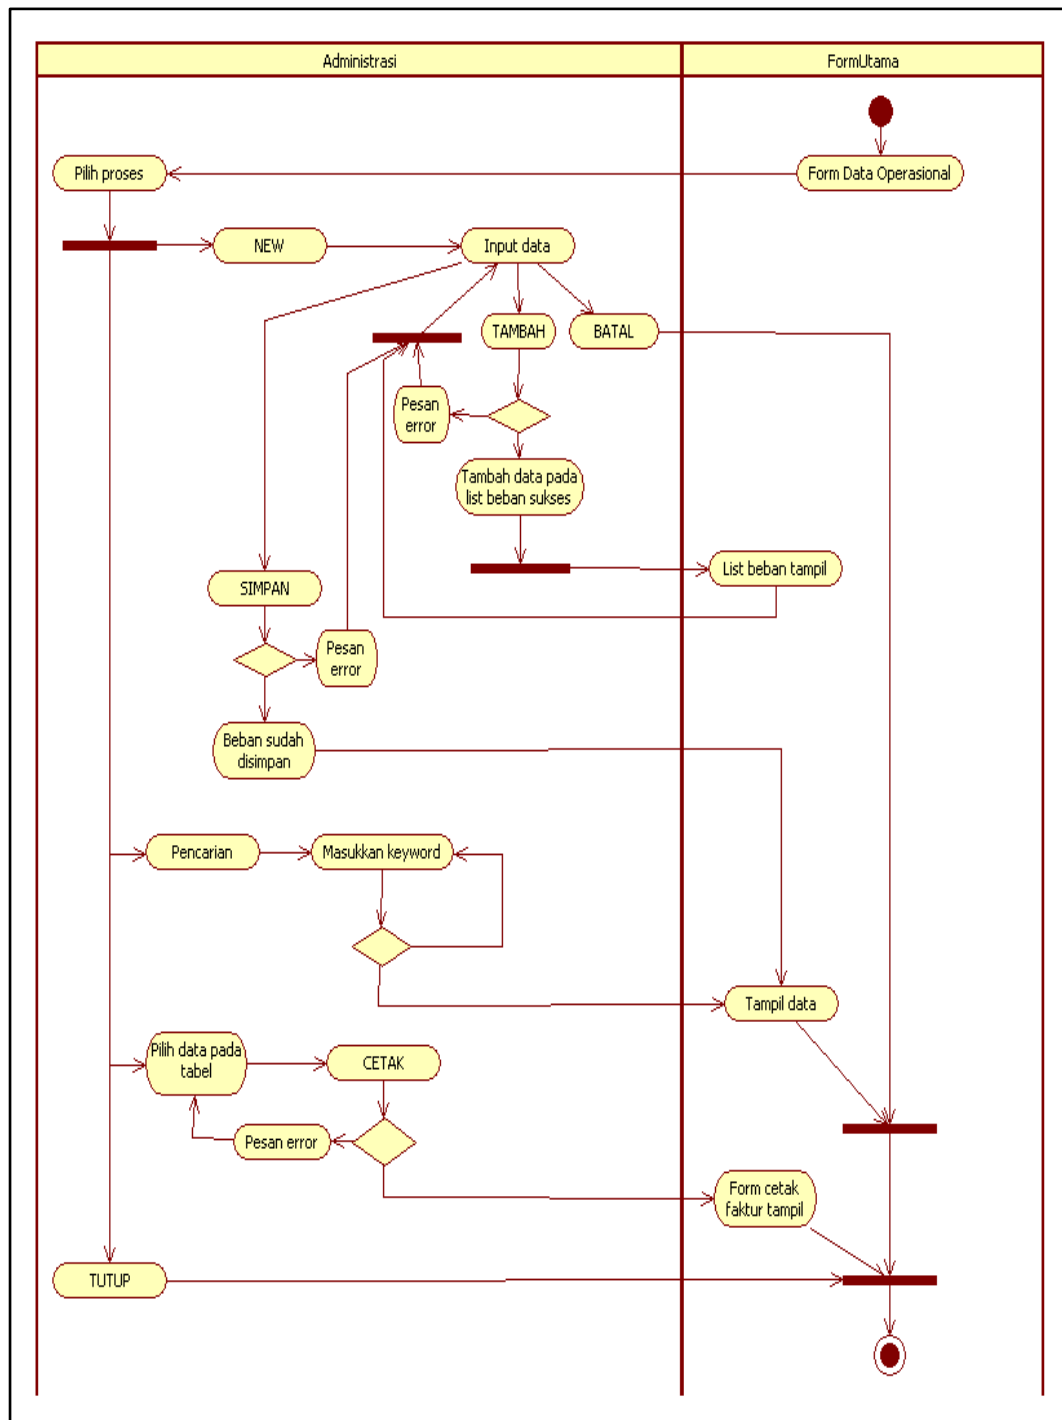 Administrasi
FormUtama
Pilih proses
Form Data Operasional
NEW
Input data
TAMBAH
BATAL
Pesan
error
Tambah data pada
list beban sukses
List beban tampil
SIMPAN
Pesan
error
Beban sudah
disimpan
Pencarian
Masukkan keyword
Tampil data
Pilih data pada
tabel
CETAK
Pesan error
Form cetak
faktur tampil
TUTUP